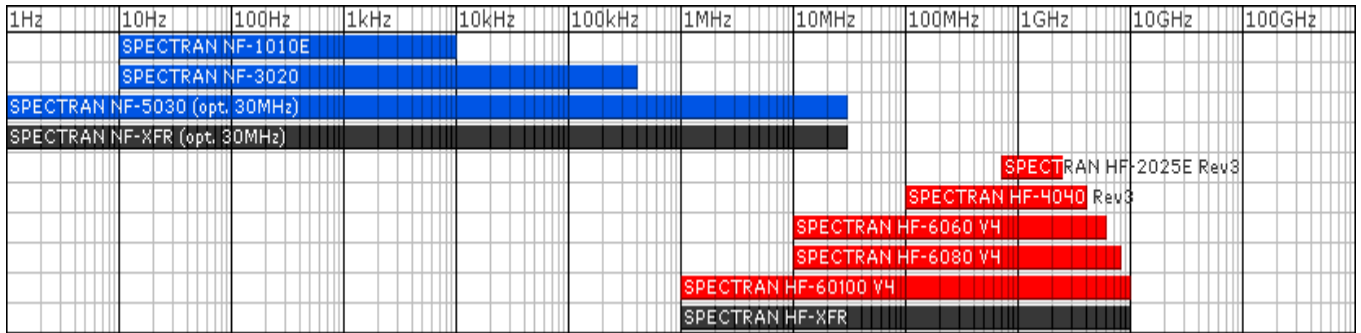 1Hz 10Hz 100Hz 1kHz 10kHz 100kHz 1MHz 10MHz 100MHz 1GHz 10GHz 100GHz
SPECTRAN NF-1010E
SPECTRAN NF-3020
SPECTRAN NF-5030 (opt. 30MHz)
SPECTRAN NF-XFR (opt. 30MHz)
SPECTRAN HF-2025E Rev3
SPECTRAN HF-4040 Rev3
SPECTRAN HF-6060 V4
SPECTRAN HF-6080 V4
SPECTRAN HF-60100 V4
SPECTRAN HF-XFR